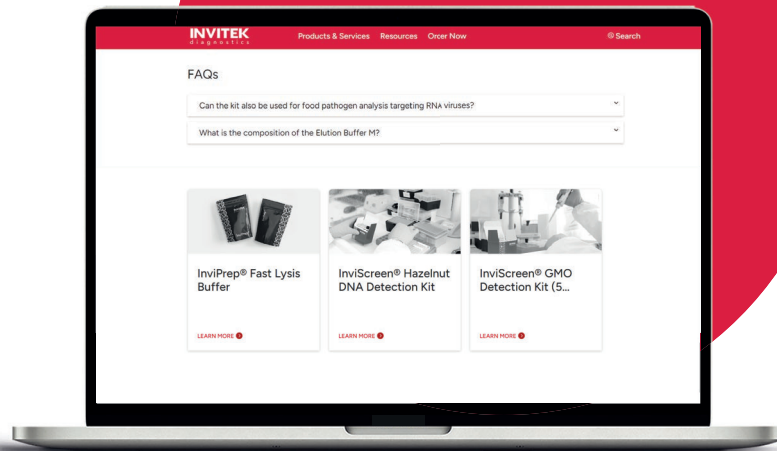 INVITEK
diagnostics
Products & Services Resources Orcer Now
Search
FAQs
Can the kit also be used for food pathogen analysis targeting RNA viruses?
What is the composition of the Elution Buffer M?
InviPrep® Fast Lysis
Buffer
InviScreen® Hazelnut
DNA Detection Kit
InviScreen® GMO
Detection Kit (5...
LEARN MORE
LEARN MORE
LEARN MORE